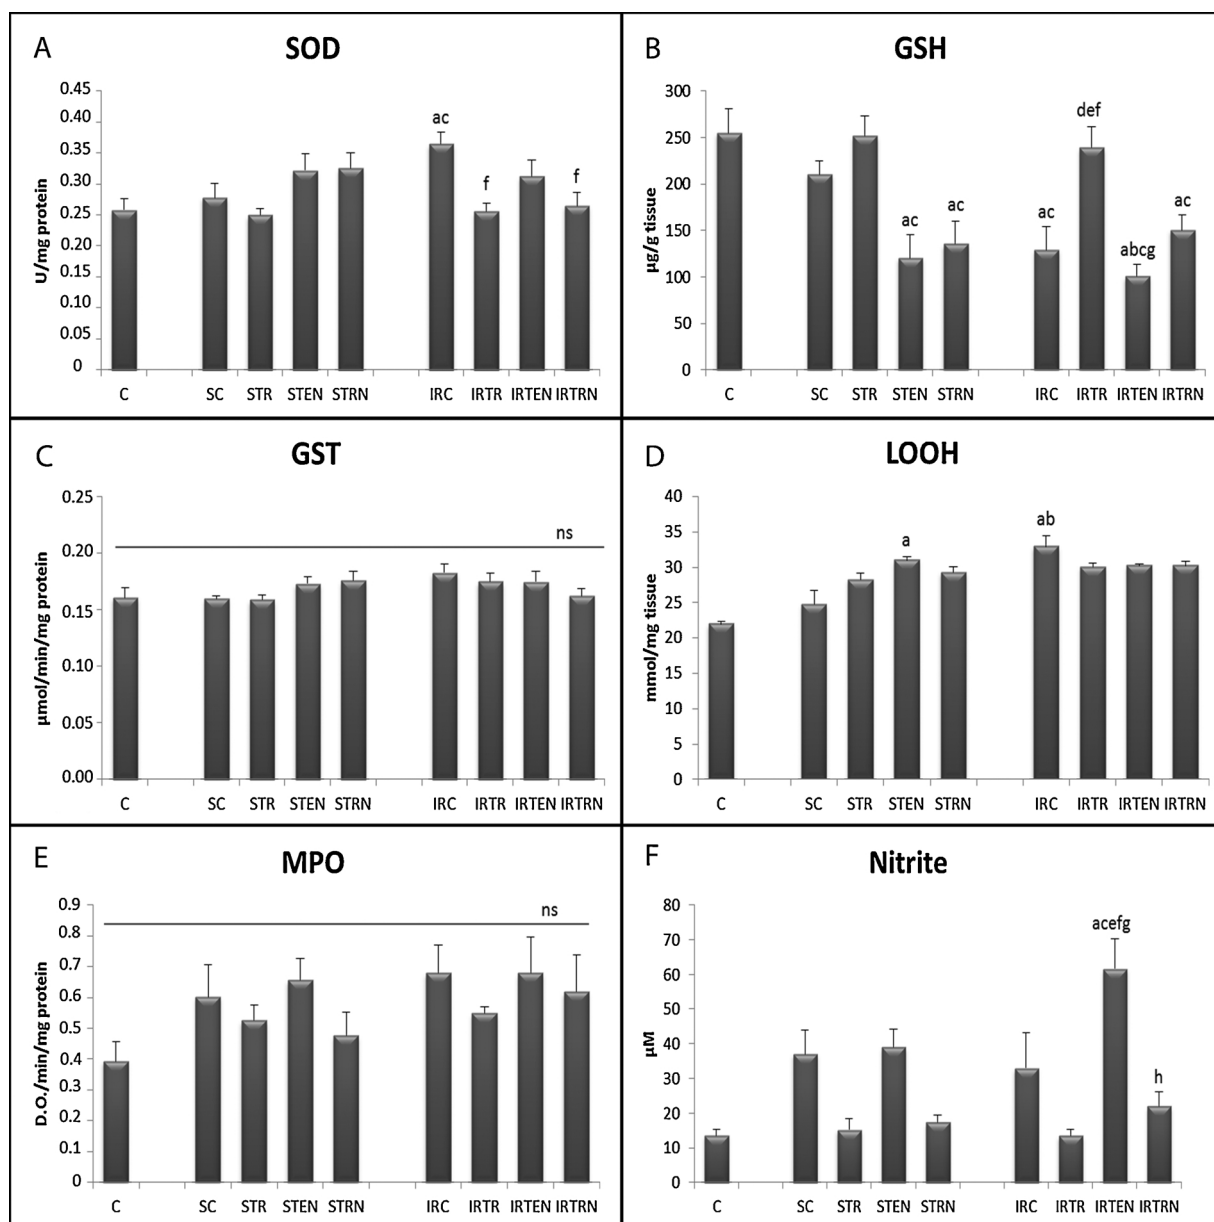 A SOD
U/mg protein
0.45
0.40
ac
0.35
0.30
f f
0.25
0.20
0.15
0.10
0.05
0
C SC STR STEN STRN IRC IRTR IRTEN IRTRN
B GSH
µg/g tissue
300
def
250
200
ac ac ac ac
150
abcg
100
50
0
C SC STR STEN STRN IRC IRTR IRTEN IRTRN
C GST
µmol/min/mg protein
0.25
ns
0.20
0.15
0.10
0.05
0.00
C SC STR STEN STRN IRC IRTR IRTEN IRTRN
D LOOH
mmol/mg tissue
40
ab
35
a
30
25
20
15
10
5
0
C SC STR STEN STRN IRC IRTR IRTEN IRTRN
E MPO
D.O./min/mg protein
0.9
ns
0.8
0.7
0.6
0.5
0.4
0.3
0.2
0.1
0
C SC STR STEN STRN IRC IRTR IRTEN IRTRN
F Nitrite
µM
80
acefg
70
60
50
40
30
h
20
10
0
C SC STR STEN STRN IRC IRTR IRTEN IRTRN